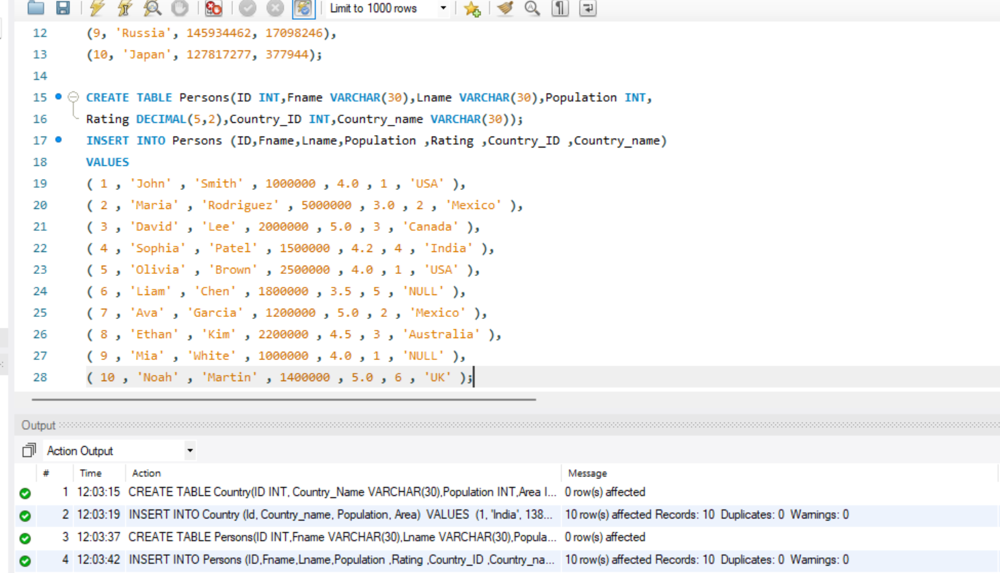 Limit to 1000 rows
12 (9, 'Russia', 145934462, 17098246),
13 (10, 'Japan', 127817277, 377944);
14
15 CREATE TABLE Persons(ID INT,Fname VARCHAR(30),Lname VARCHAR(30),Population INT,
16 Rating DECIMAL(5,2),Country_ID INT,Country_name VARCHAR(30));
17 INSERT INTO Persons (ID,Fname,Lname,Population ,Rating ,Country_ID ,Country_name)
18 VALUES
19 ( 1 , 'John' , 'Smith' , 1000000 , 4.0 , 1 , 'USA' ),
20 ( 2 , 'Maria' , 'Rodriguez' , 5000000 , 3.0 , 2 , 'Mexico' ),
21 ( 3 , 'David' , 'Lee' , 2000000 , 5.0 , 3 , 'Canada' ),
22 ( 4 , 'Sophia' , 'Patel' , 1500000 , 4.2 , 4 , 'India' ),
23 ( 5 , 'Olivia' , 'Brown' , 2500000 , 4.0 , 1 , 'USA' ),
24 ( 6 , 'Liam' , 'Chen' , 1800000 , 3.5 , 5 , 'NULL' ),
25 ( 7 , 'Ava' , 'Garcia' , 1200000 , 5.0 , 2 , 'Mexico' ),
26 ( 8 , 'Ethan' , 'Kim' , 2200000 , 4.5 , 3 , 'Australia' ),
27 ( 9 , 'Mia' , 'White' , 1000000 , 4.0 , 1 , 'NULL' ),
28 ( 10 , 'Noah' , 'Martin' , 1400000 , 5.0 , 6 , 'UK' );
Output
Action Output
# Time Action Message
1 12:03:15 CREATE TABLE Country(ID INT, Country_Name VARCHAR(30),Population INT,Area I... 0 row(s) affected
2 12:03:19 INSERT INTO Country (Id, Country_name, Population, Area) VALUES (1, 'India', 138... 10 row(s) affected Records: 10 Duplicates: 0 Warnings: 0
3 12:03:37 CREATE TABLE Persons(ID INT,Fname VARCHAR(30),Lname VARCHAR(30),Popula... 0 row(s) affected
4 12:03:42 INSERT INTO Persons (ID,Fname,Lname,Population ,Rating ,Country_ID ,Country_na... 10 row(s) affected Records: 10 Duplicates: 0 Warnings: 0